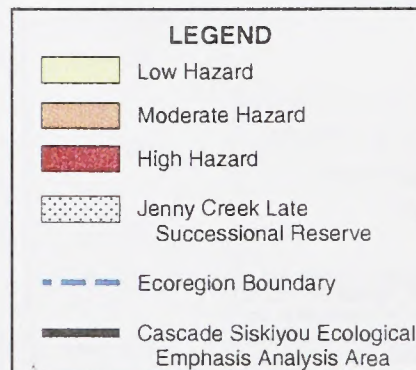 LEGEND
Low Hazard
Moderate Hazard
High Hazard
Jenny Creek Late
Successional Reserve
Ecoregion Boundary
Cascade Siskiyou Ecological
Emphasis Analysis Area